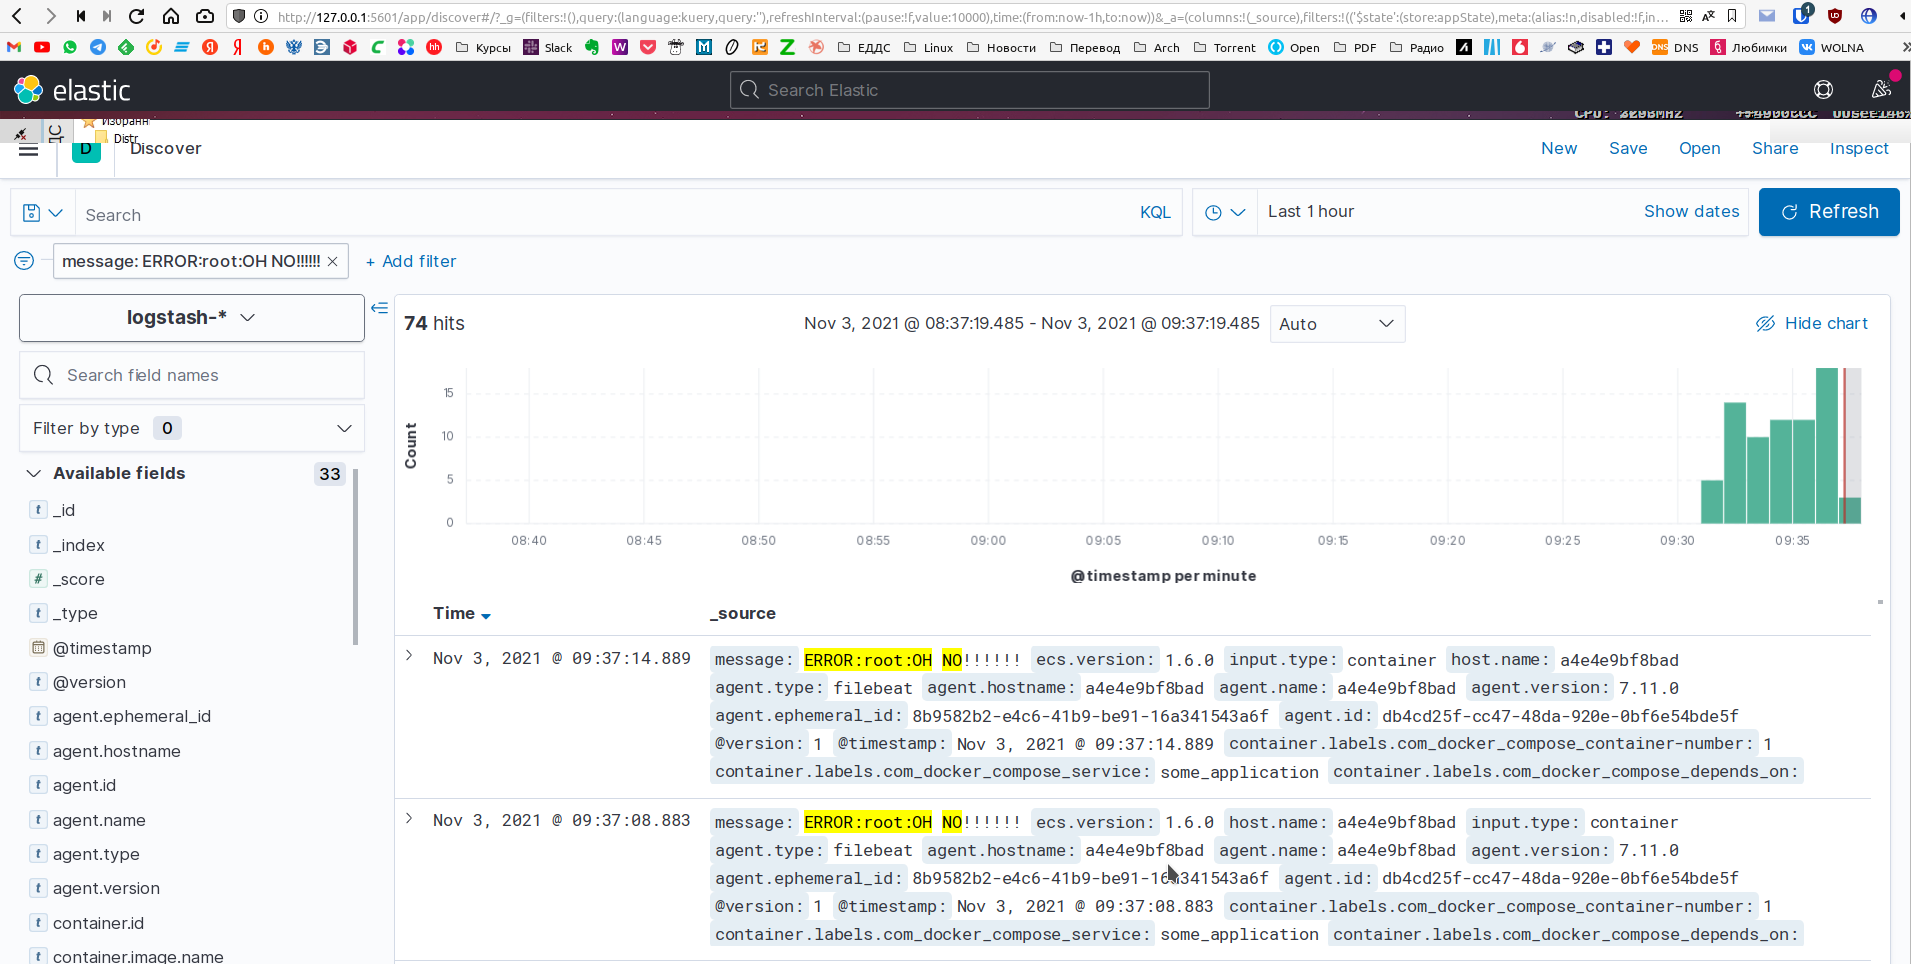 http://127.0.0.1:5601/app/discover#/?_g=(filters:!(),query:(language:kuery,query:''),refreshInterval:(pause:!f,value:10000),time:(from:now-1h,to:now))&_a=(columns:!(_source),filters:!(('$state':(store:appState),meta:(alias:!n,disabled:!f,in…
1
Курсы Slack ЕДДС Linux Новости Перевод Arch Torrent Open PDF Радио DNS Любимки WOLNA
elastic
Search Elastic
Distr
D Discover
New Save Open Share Inspect
Search KQL Last 1 hour Show dates Refresh
message: ERROR:root:OH NO!!!!!! × + Add filter
logstash-*
74 hits Nov 3, 2021 @ 08:37:19.485 - Nov 3, 2021 @ 09:37:19.485 Auto Hide chart
Search field names
Filter by type 0
Available fields 33
t _id
t _index
# _score
t _type
@timestamp
t @version
t agent.ephemeral_id
t agent.hostname
t agent.id
t agent.name
t agent.type
t agent.version
t container.id
container.image.name
Count
15
10
5
0
08:40 08:45 08:50 08:55 09:00 09:05 09:10 09:15 09:20 09:25 09:30 09:35
@timestamp per minute
Time _source
Nov 3, 2021 @ 09:37:14.889 message: ERROR:root:OH NO!!!!!! ecs.version: 1.6.0 input.type: container host.name: a4e4e9bf8bad
agent.type: filebeat agent.hostname: a4e4e9bf8bad agent.name: a4e4e9bf8bad agent.version: 7.11.0
agent.ephemeral_id: 8b9582b2-e4c6-41b9-be91-16a341543a6f agent.id: db4cd25f-cc47-48da-920e-0bf6e54bde5f
@version: 1 @timestamp: Nov 3, 2021 @ 09:37:14.889 container.labels.com_docker_compose_container-number: 1
container.labels.com_docker_compose_service: some_application container.labels.com_docker_compose_depends_on:
Nov 3, 2021 @ 09:37:08.883 message: ERROR:root:OH NO!!!!!! ecs.version: 1.6.0 host.name: a4e4e9bf8bad input.type: container
agent.type: filebeat agent.hostname: a4e4e9bf8bad agent.name: a4e4e9bf8bad agent.version: 7.11.0
agent.ephemeral_id: 8b9582b2-e4c6-41b9-be91-16a341543a6f agent.id: db4cd25f-cc47-48da-920e-0bf6e54bde5f
@version: 1 @timestamp: Nov 3, 2021 @ 09:37:08.883 container.labels.com_docker_compose_container-number: 1
container.labels.com_docker_compose_service: some_application container.labels.com_docker_compose_depends_on: